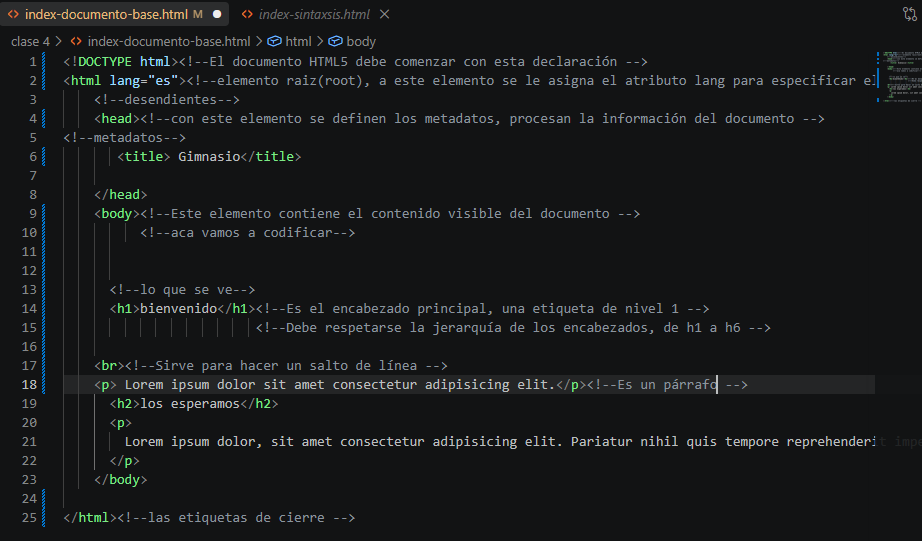 index-documento-base.html M
index-sintaxsis.html
clase 4 > index-documento-base.html > html > body
1 <!DOCTYPE html><!--El documento HTML5 debe comenzar con esta declaración -->
2 <html lang="es"><!--elemento raiz(root), a este elemento se le asigna el atributo lang para especificar el
3 <!--desendientes-->
4 <head><!--con este elemento se definen los metadatos, procesan la información del documento -->
5 <!--metadatos-->
6 <title> Gimnasio</title>
7
8 </head>
9 <body><!--Este elemento contiene el contenido visible del documento -->
10 <!--aca vamos a codificar-->
11
12
13 <!--lo que se ve-->
14 <h1>bienvenido</h1><!--Es el encabezado principal, una etiqueta de nivel 1 -->
15 <!--Debe respetarse la jerarquía de los encabezados, de h1 a h6 -->
16
17 <br><!--Sirve para hacer un salto de línea -->
18 <p> Lorem ipsum dolor sit amet consectetur adipisicing elit.</p><!--Es un párrafo -->
19 <h2>los esperamos</h2>
20 <p>
21 Lorem ipsum dolor, sit amet consectetur adipisicing elit. Pariatur nihil quis tempore reprehenderit impe
22 </p>
23 </body>
24
25 </html><!--las etiquetas de cierre -->